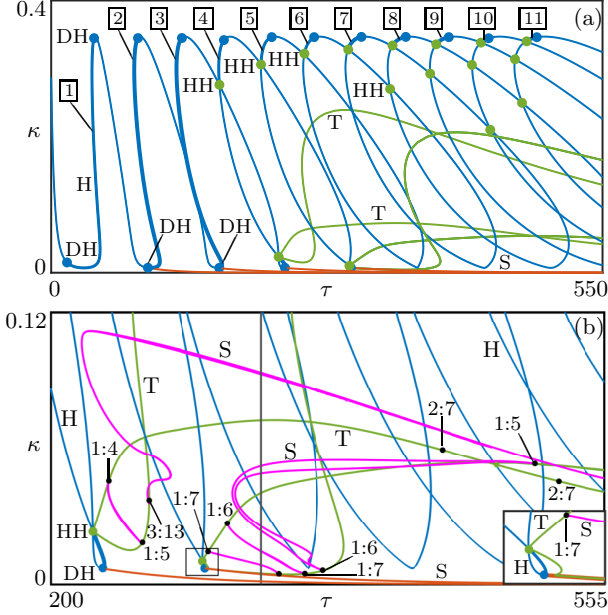 0.4 2 3 4 5 6 7 8 9 10 11 (a)
DH
HH HH
1 HH
κ T
H
T
DH DH DH
S
0
0 τ 550
0.12 (b)
S H
H T
κ 2:7
T 1:5
S
1:4
1:7 1:6 2:7
3:13 T
HH 1:5 1:6 S
1:7 1:7
DH S H
0
200 τ 555